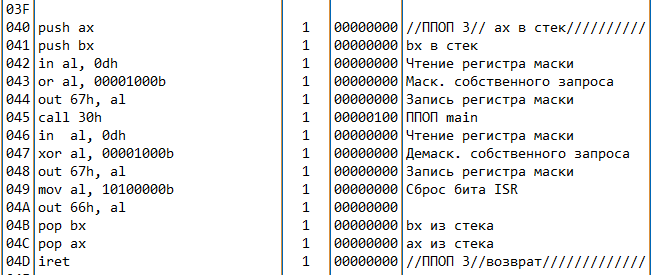 03F
040 push ax 1 00000000 //ППОП 3// ax в стек//////////
041 push bx 1 00000000 bx в стек
042 in al, 0dh 1 00000000 Чтение регистра маски
043 or al, 00001000b 1 00000000 Маск. собственного запроса
044 out 67h, al 1 00000000 Запись регистра маски
045 call 30h 1 00000100 ППОП main
046 in  al, 0dh 1 00000000 Чтение регистра маски
047 xor al, 00001000b 1 00000000 Демаск. собственного запроса
048 out 67h, al 1 00000000 Запись регистра маски
049 mov al, 10100000b 1 00000000 Сброс бита ISR
04A out 66h, al 1 00000000
04B pop bx 1 00000000 bx из стека
04C pop ax 1 00000000 ax из стека
04D iret 1 00000000 //ППОП 3//возврат/////////////